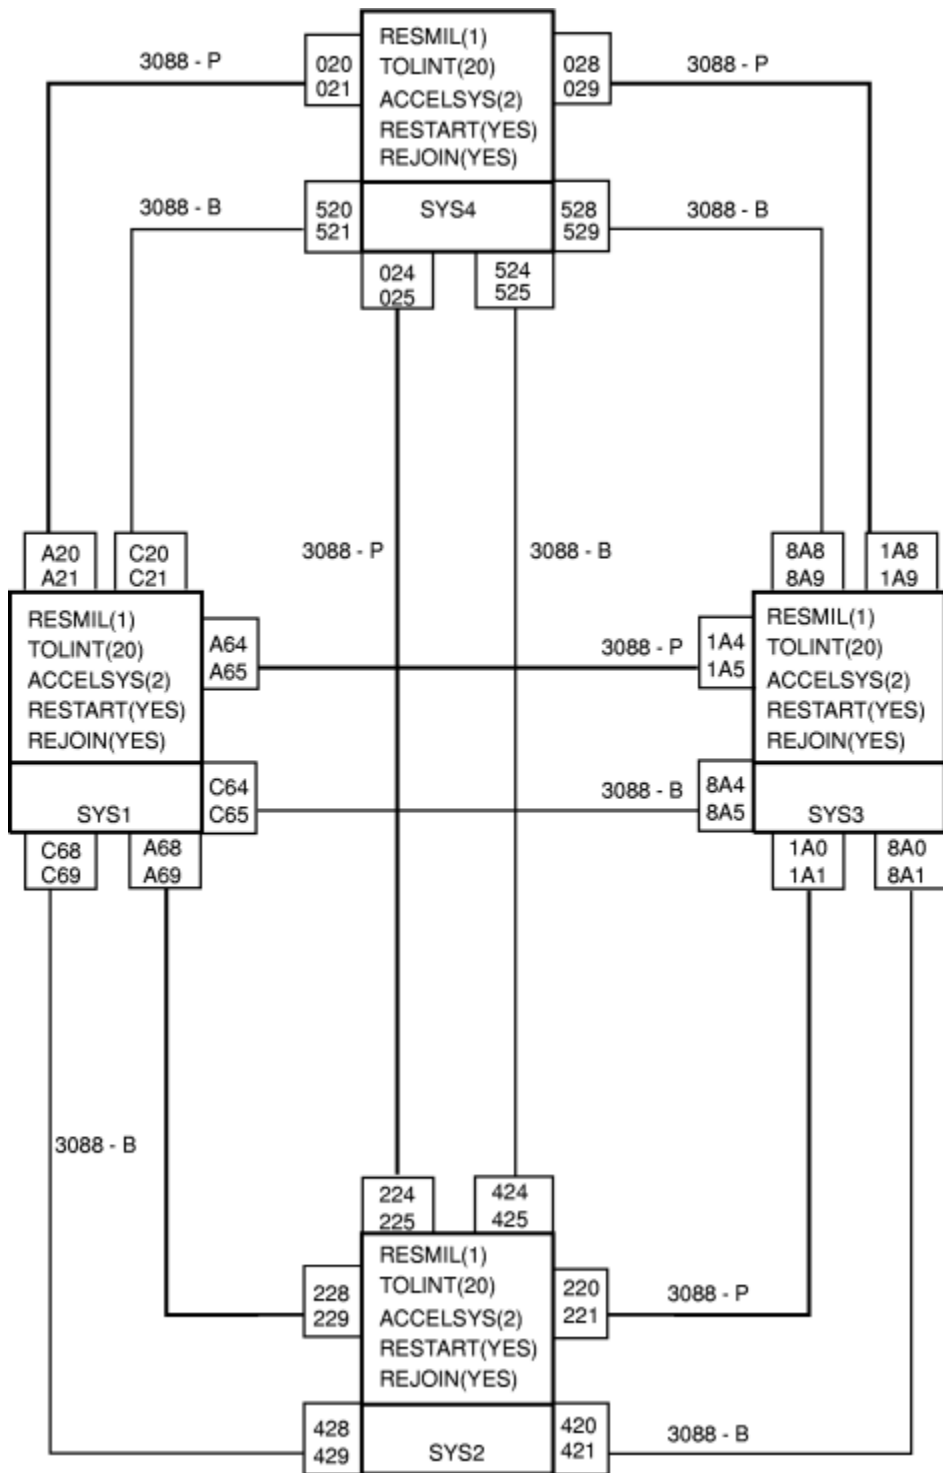 RESMIL(1)
TOLINT(20)
ACCELSYS(2)
RESTART(YES)
REJOIN(YES)
SYS4
3088 - P
020
021
028
029
3088 - P
3088 - B
520
521
528
529
3088 - B
024
025
524
525
3088 - P
3088 - B
A20
A21
C20
C21
8A8
8A9
1A8
1A9
RESMIL(1)
TOLINT(20)
ACCELSYS(2)
RESTART(YES)
REJOIN(YES)
SYS1
A64
A65
3088 - P
1A4
1A5
RESMIL(1)
TOLINT(20)
ACCELSYS(2)
RESTART(YES)
REJOIN(YES)
SYS3
C64
C65
3088 - B
8A4
8A5
C68
C69
A68
A69
1A0
1A1
8A0
8A1
3088 - B
224
225
424
425
RESMIL(1)
TOLINT(20)
ACCELSYS(2)
RESTART(YES)
REJOIN(YES)
SYS2
228
229
220
221
3088 - P
428
429
420
421
3088 - B